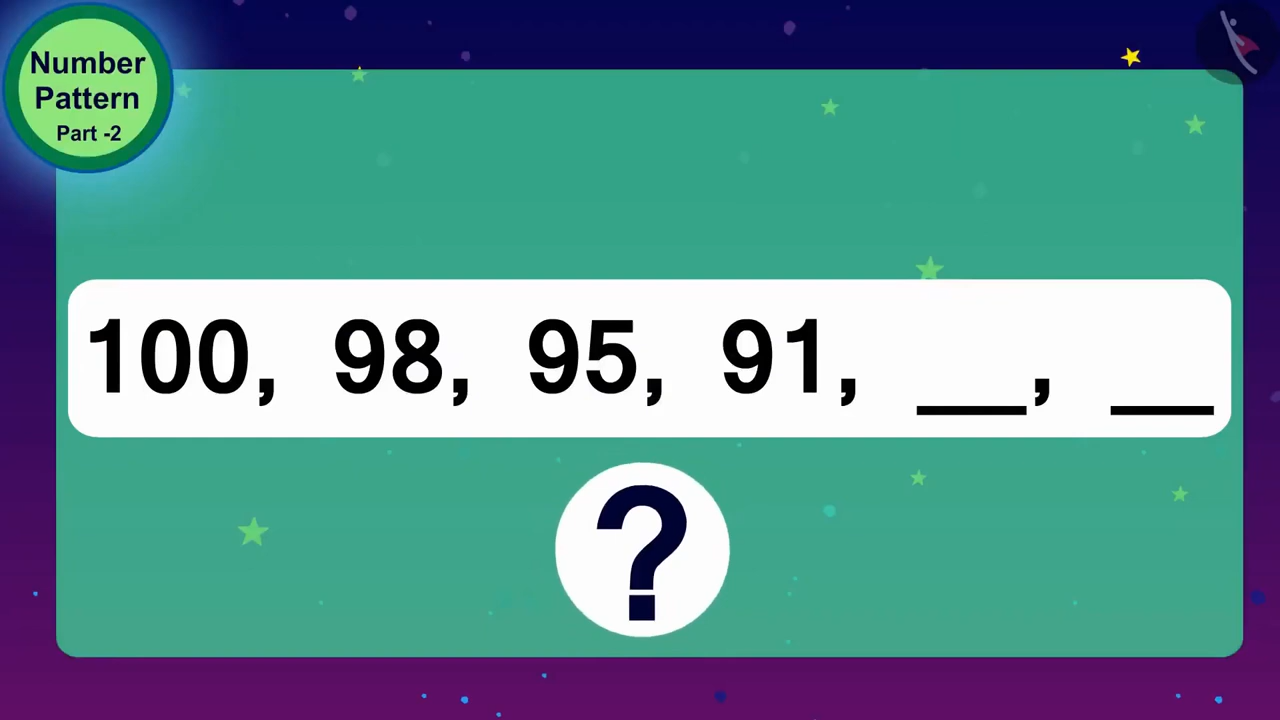 Number
Pattern
Part -2
100, 98, 95, 91, __, __
?